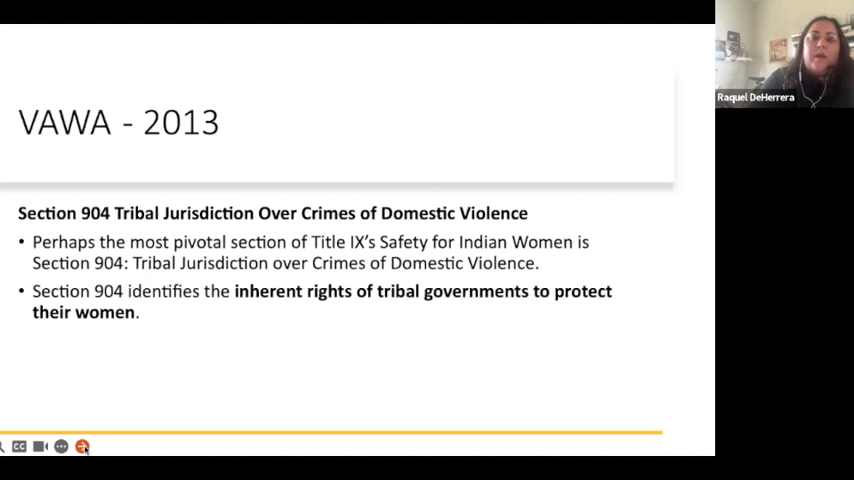 VAWA - 2013
Section 904 Tribal Jurisdiction Over Crimes of Domestic Violence
• Perhaps the most pivotal section of Title IX's Safety for Indian Women is
Section 904: Tribal Jurisdiction over Crimes of Domestic Violence.
• Section 904 identifies the inherent rights of tribal governments to protect
their women.
CC
Raquel DeHerrera